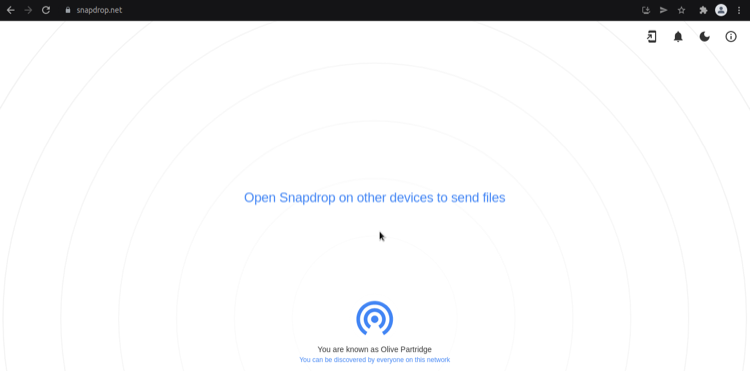 snapdrop.net
Open Snapdrop on other devices to send files
You are known as Olive Partridge
You can be discovered by everyone on this network